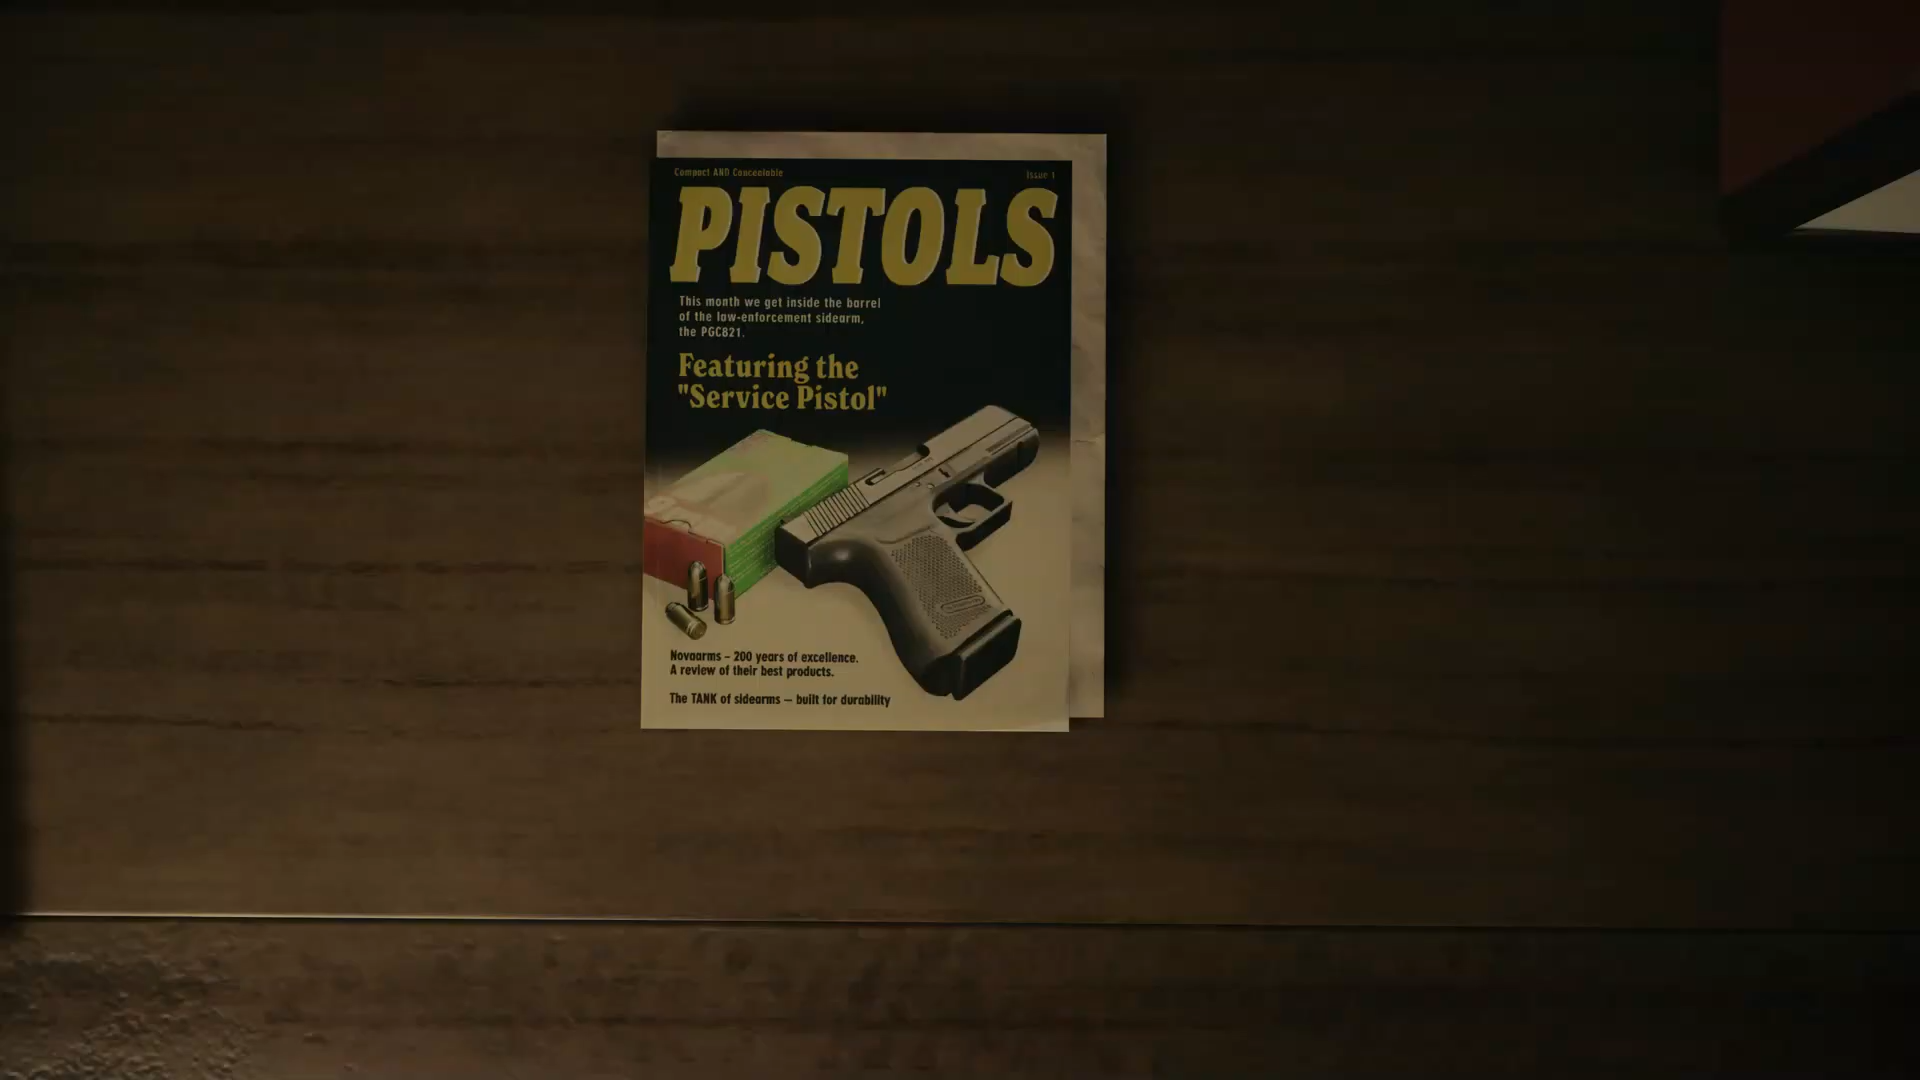 Compact AND Concealable
Issue 1
PISTOLS
This month we get inside the barrel
of the law-enforcement sidearm,
the PGC821.
Featuring the
"Service Pistol"
Novaarms – 200 years of excellence.
A review of their best products.
The TANK of sidearms – built for durability